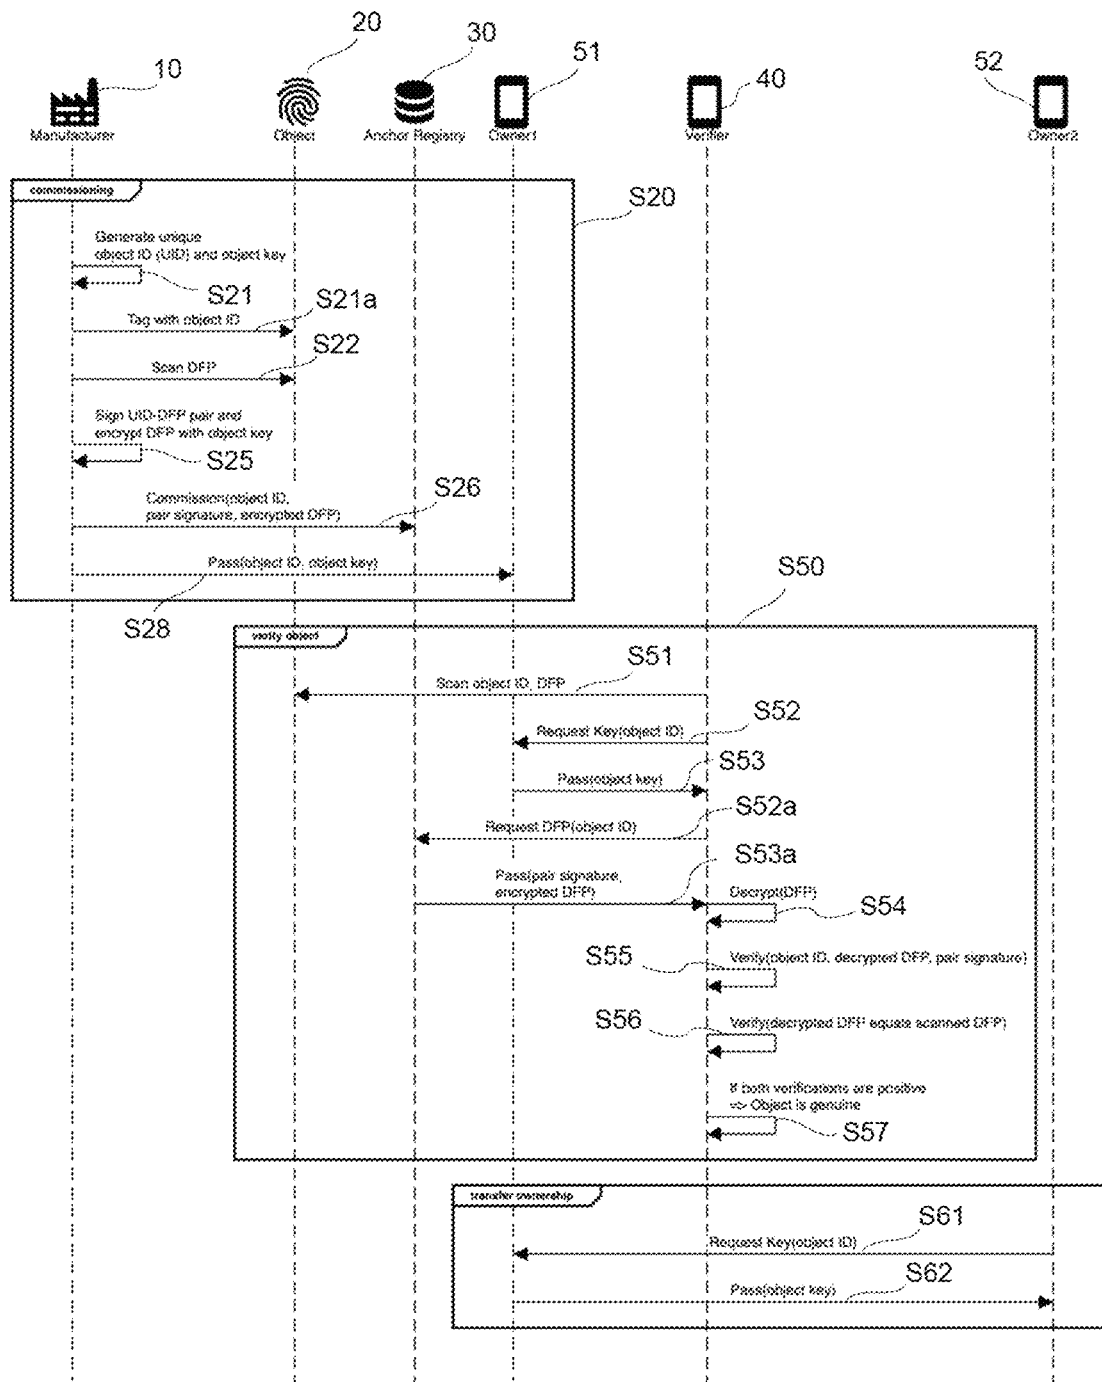 20
30
51
52
10
40
Manufacturer
Object
Anchor Registry
Owner1
Verifier
Owner2
commissioning
S20
Generate unique
object ID (UID) and object key
S21
S21a
Tag with object ID
S22
Scan DFP
Sign UID-DFP pair and
encrypt DFP with object key
S25
S26
Commission(object ID,
pair signature, encrypted DFP)
Pass(object ID, object key)
S28
S50
verify object
S51
Scan object ID, DFP
S52
Request Key(object ID)
S53
Pass(object key)
S52a
Request DFP(object ID)
S53a
Pass(pair signature,
encrypted DFP)
Decrypt(DFP)
S54
S55
Verify(object ID, decrypted DFP, pair signature)
S56
Verify(decrypted DFP equals scanned DFP)
If both verifications are positive
=> Object is genuine
S57
transfer ownership
S61
Request Key(object ID)
S62
Pass(object key)